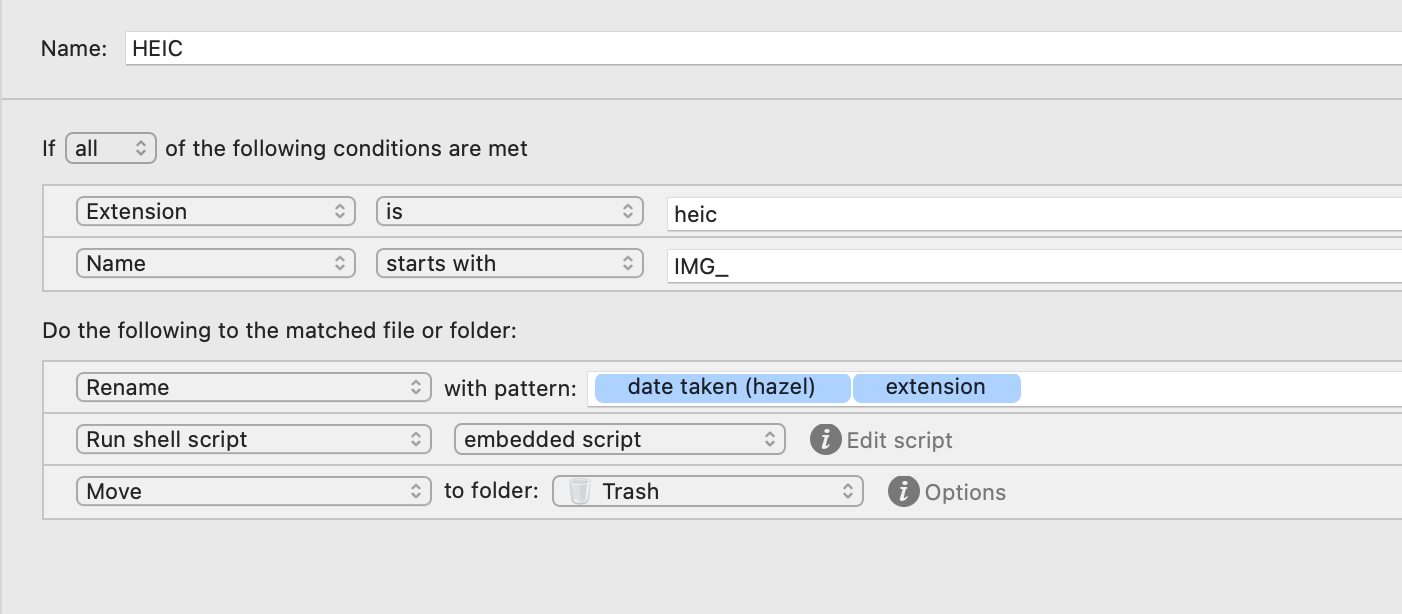 Name: HEIC
If all of the following conditions are met
Extension is heic
Name starts with IMG_
Do the following to the matched file or folder:
Rename with pattern: date taken (hazel) extension
Run shell script embedded script i Edit script
Move to folder: Trash i Options